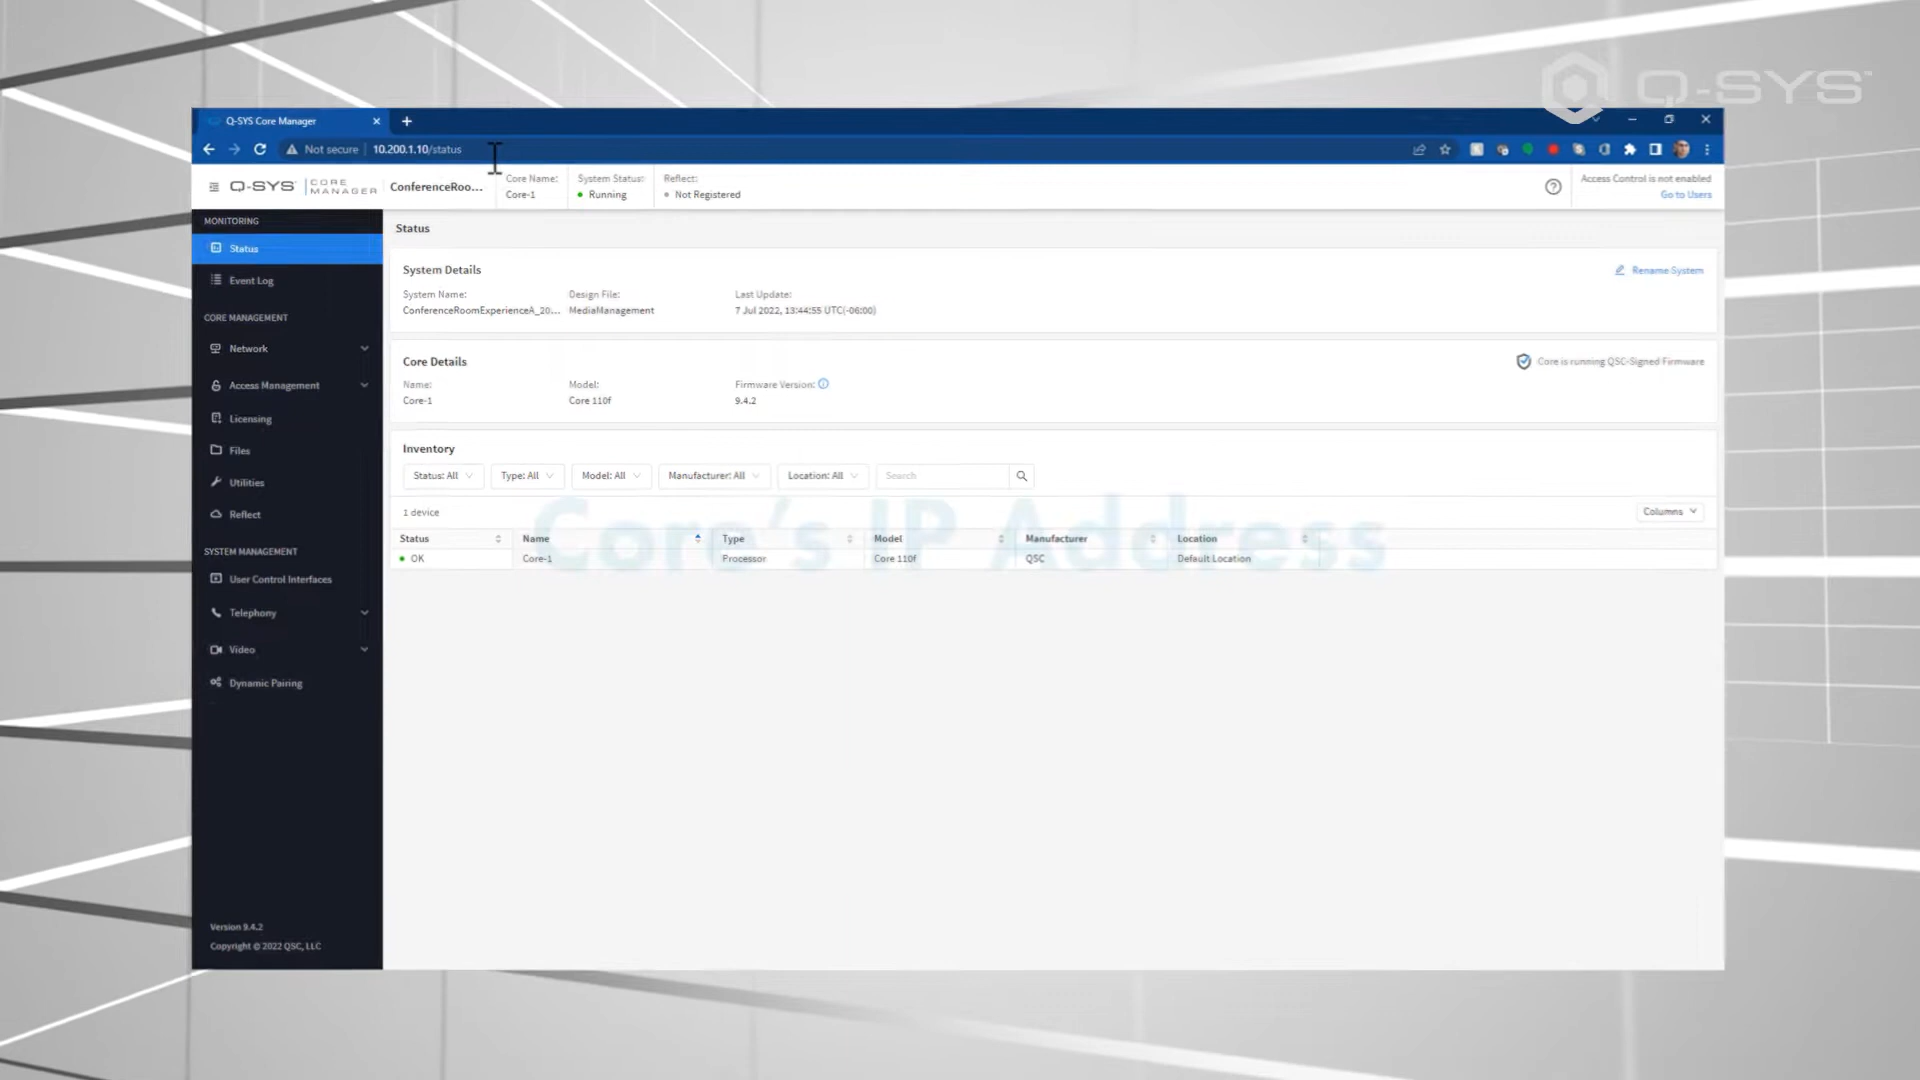 Q-SYS™
Q-SYS Core Manager
Not secure
10.200.1.10/status
Q-SYS
CORE MANAGER
ConferenceRoo...
Core Name:
Core-1
System Status:
Running
Reflect:
Not Registered
Access Control is not enabled
Go to Users
MONITORING
Status
Event Log
CORE MANAGEMENT
Network
Access Management
Licensing
Files
Utilities
Reflect
SYSTEM MANAGEMENT
User Control Interfaces
Telephony
Video
Dynamic Pairing
Version 9.4.2
Copyright © 2022 QSC, LLC
Status
System Details
Rename System
System Name:
ConferenceRoomExperienceA_20...
Design File:
MediaManagement
Last Update:
7 Jul 2022, 13:44:55 UTC(-06:00)
Core Details
Core is running QSC-Signed Firmware
Name:
Core-1
Model:
Core 110f
Firmware Version:
9.4.2
Inventory
Status: All
Type: All
Model: All
Manufacturer: All
Location: All
Search
1 device
Columns
Core's IP Address
Status Name Type Model Manufacturer Location
OK Core-1 Processor Core 110f QSC Default Location